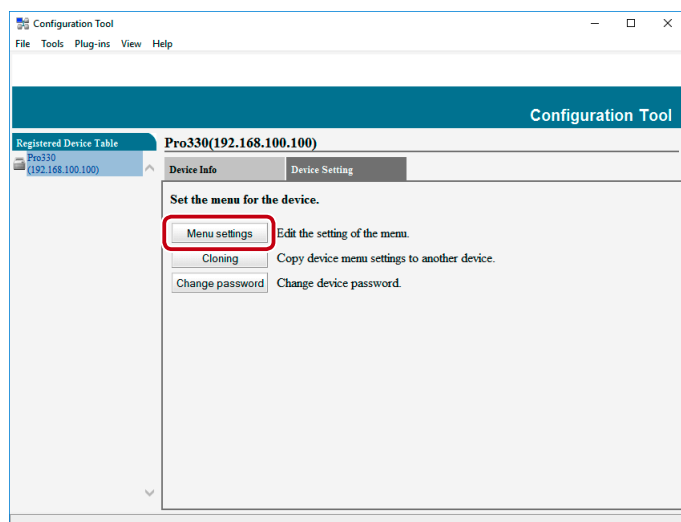 Configuration Tool
File Tools Plug-ins View Help
Configuration Tool
Registered Device Table
Pro330
(192.168.100.100)
Pro330(192.168.100.100)
Device Info
Device Setting
Set the menu for the device.
Menu settings Edit the setting of the menu.
Cloning Copy device menu settings to another device.
Change password Change device password.